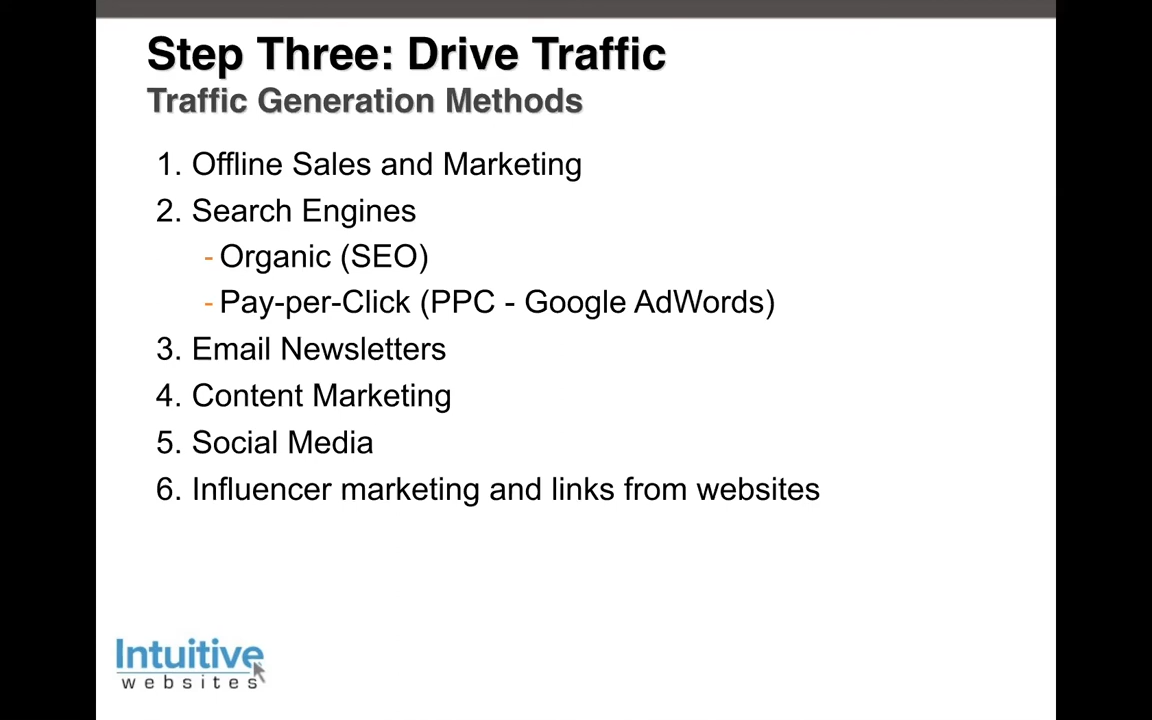 Step Three: Drive Traffic
Traffic Generation Methods
1. Offline Sales and Marketing
2. Search Engines
- Organic (SEO)
- Pay-per-Click (PPC - Google AdWords)
3. Email Newsletters
4. Content Marketing
5. Social Media
6. Influencer marketing and links from websites
Intuitive
websites